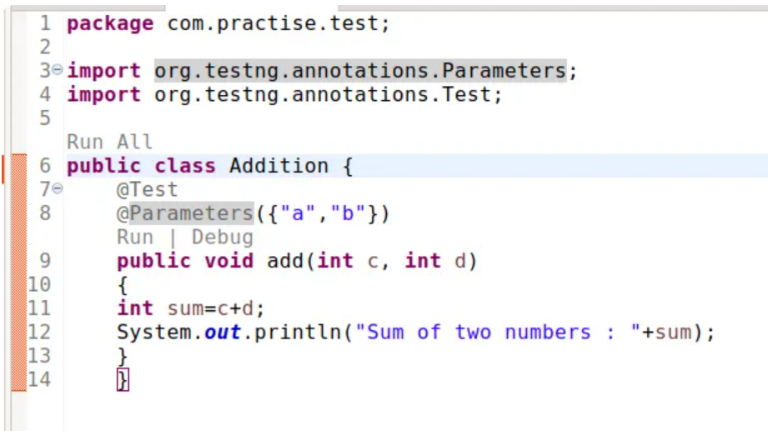 1 package com.practise.test;
2
3 import org.testng.annotations.Parameters;
4 import org.testng.annotations.Test;
5
Run All
6 public class Addition {
7 @Test
8 @Parameters({"a","b"})
Run | Debug
9 public void add(int c, int d)
10 {
11 int sum=c+d;
12 System.out.println("Sum of two numbers : "+sum);
13 }
14 }